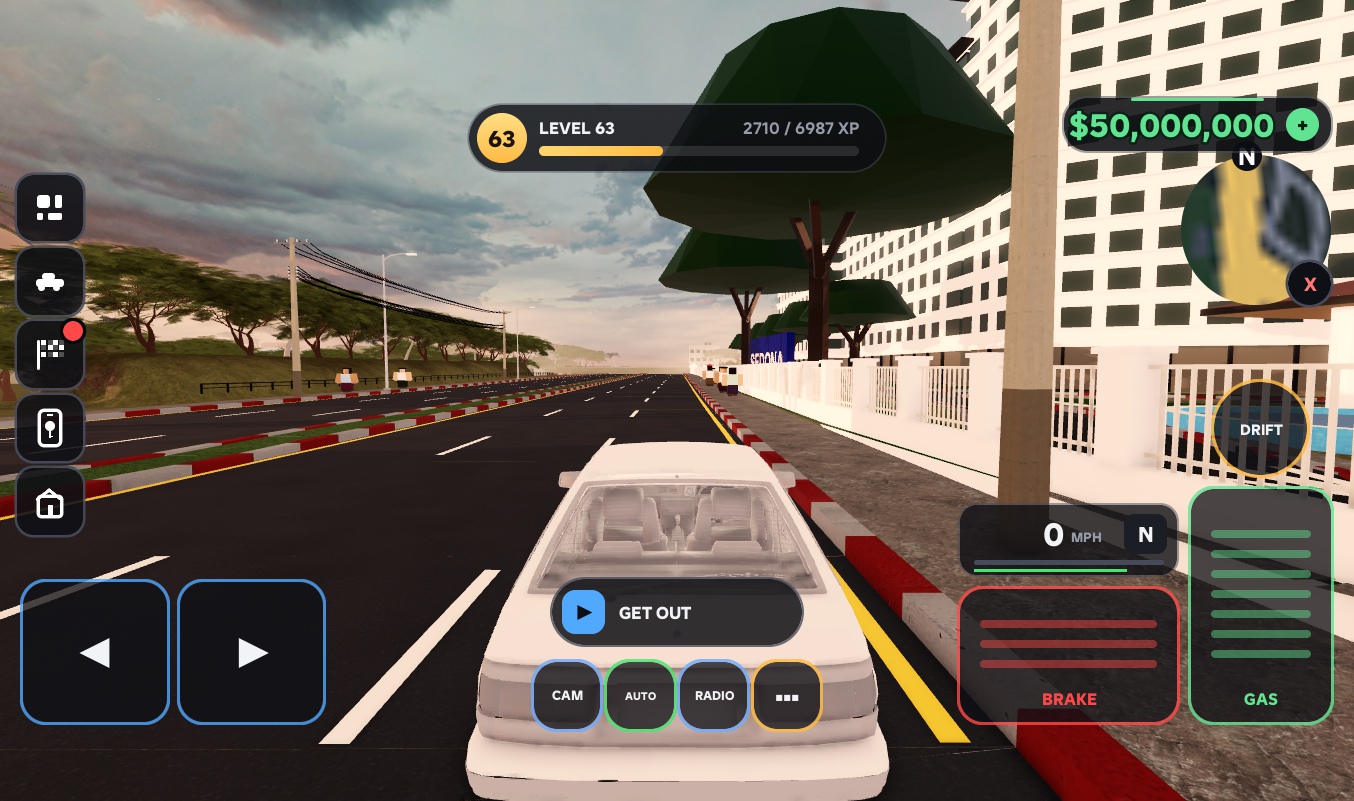 63
LEVEL 63
2710 / 6987 XP
$50,000,000
+
N
X
SEDONA
DRIFT
0 MPH
N
GET OUT
CAM
AUTO
RADIO
BRAKE
GAS